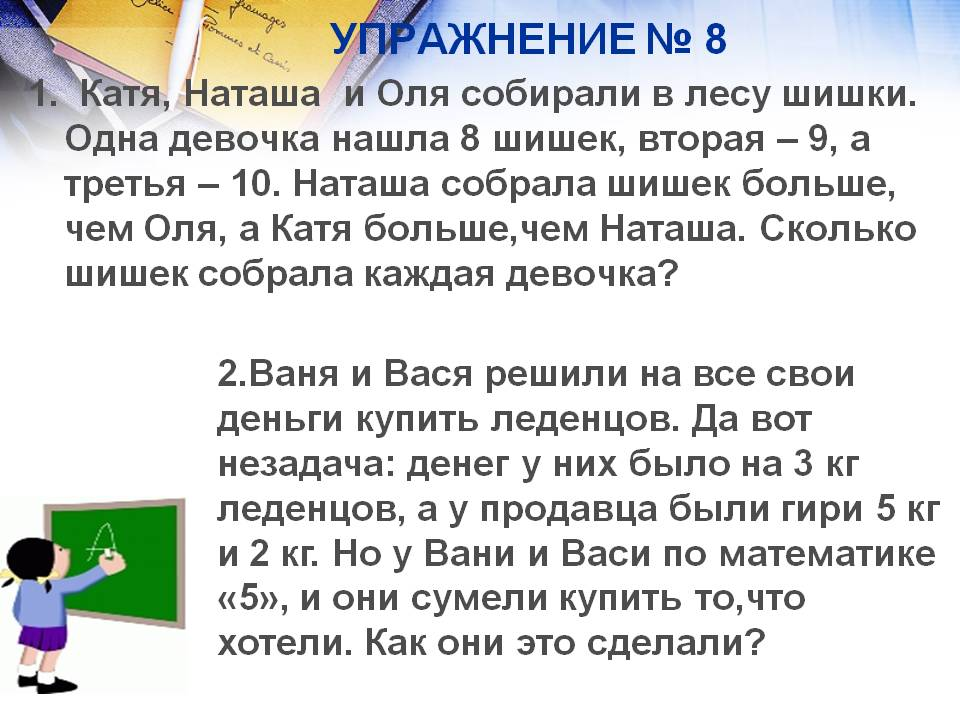 fromages
Pommes et
УПРАЖНЕНИЕ № 8
1. Катя, Наташа и Оля собирали в лесу шишки.
Одна девочка нашла 8 шишек, вторая – 9, а
третья – 10. Наташа собрала шишек больше,
чем Оля, а Катя больше,чем Наташа. Сколько
шишек собрала каждая девочка?
2.Ваня и Вася решили на все свои
деньги купить леденцов. Да вот
незадача: денег у них было на 3 кг
леденцов, а у продавца были гири 5 кг
и 2 кг. Но у Вани и Васи по математике
«5», и они сумели купить то,что
хотели. Как они это сделали?
A